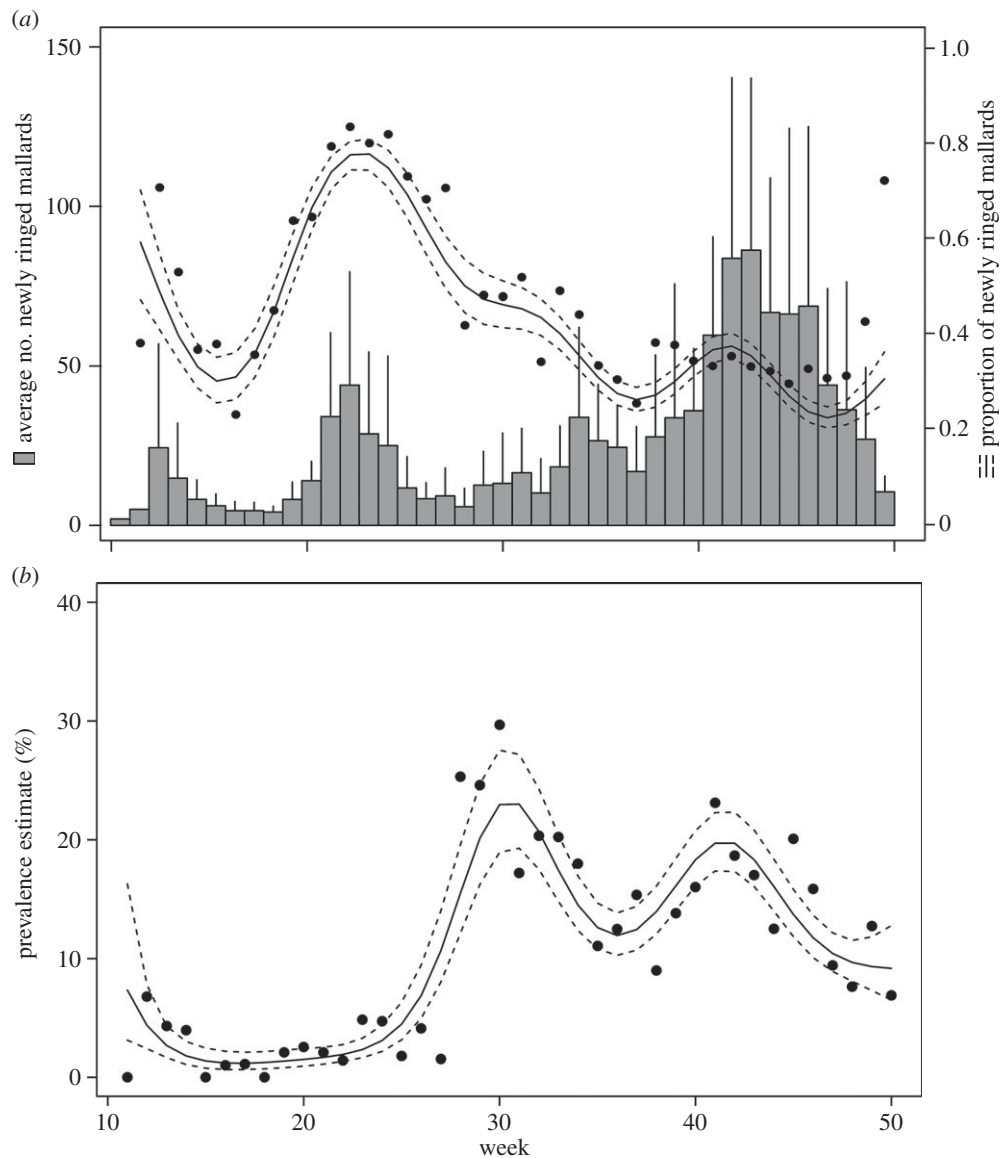 (a)
150
100
50
0
average no. newly ringed mallards
1.0
0.8
0.6
0.4
0.2
0
proportion of newly ringed mallards
(b)
40
30
20
10
0
prevalence estimate (%)
10 20 30 40 50
week